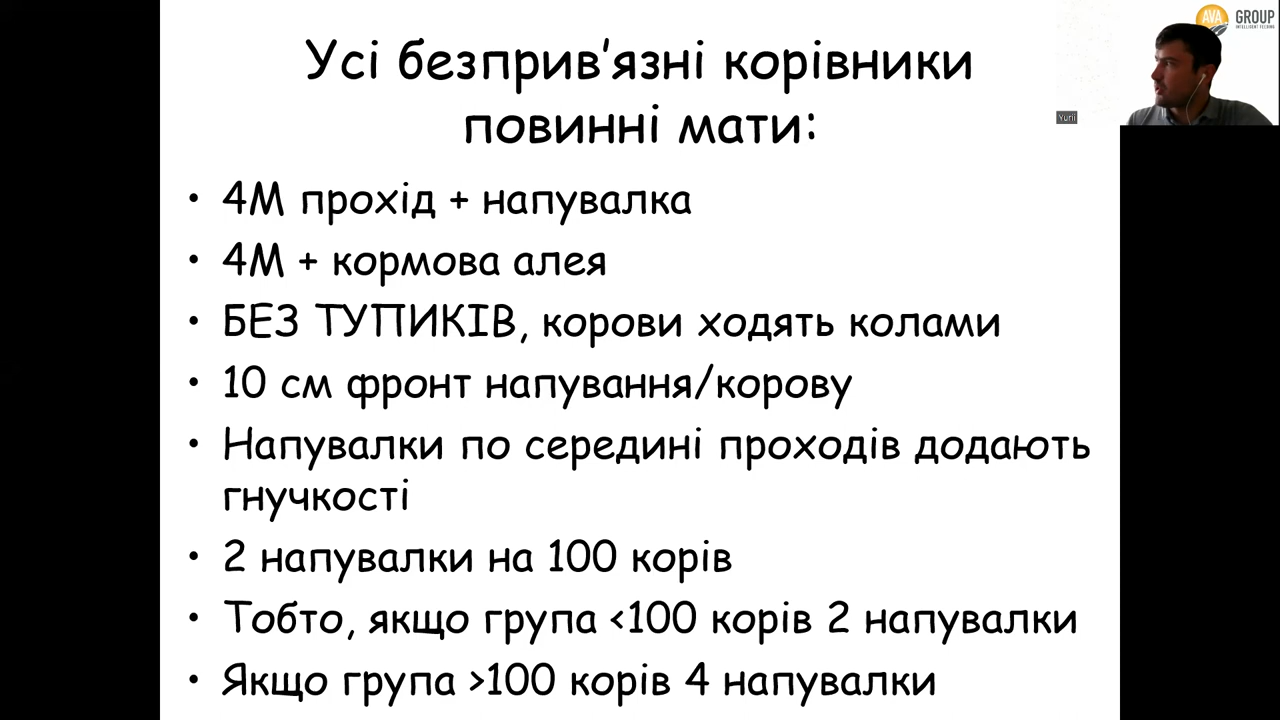 AVA GROUP
INTELLIGENT FEEDING
Yurii
Усі безприв’язні корівники
повинні мати:
• 4М прохід + напувалка
• 4М + кормова алея
• БЕЗ ТУПИКІВ, корови ходять колами
• 10 см фронт напування/корову
• Напувалки по середині проходів додають
гнучкості
• 2 напувалки на 100 корів
• Тобто, якщо група <100 корів 2 напувалки
• Якщо група >100 корів 4 напувалки